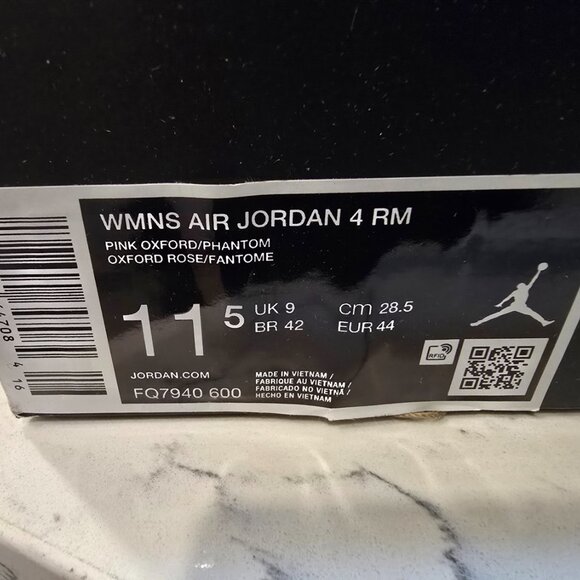 WMNS AIR JORDAN 4 RM
PINK OXFORD/PHANTOM
OXFORD ROSE/FANTOME
11 5
UK 9 cm 28.5
BR 42 EUR 44
JORDAN.COM
FQ7940 600
MADE IN VIETNAM /
FABRIQUÉ AU VIETNAM /
FABRICADO NO VIETNÃ /
HECHO EN VIETNAM
RFID
4 16